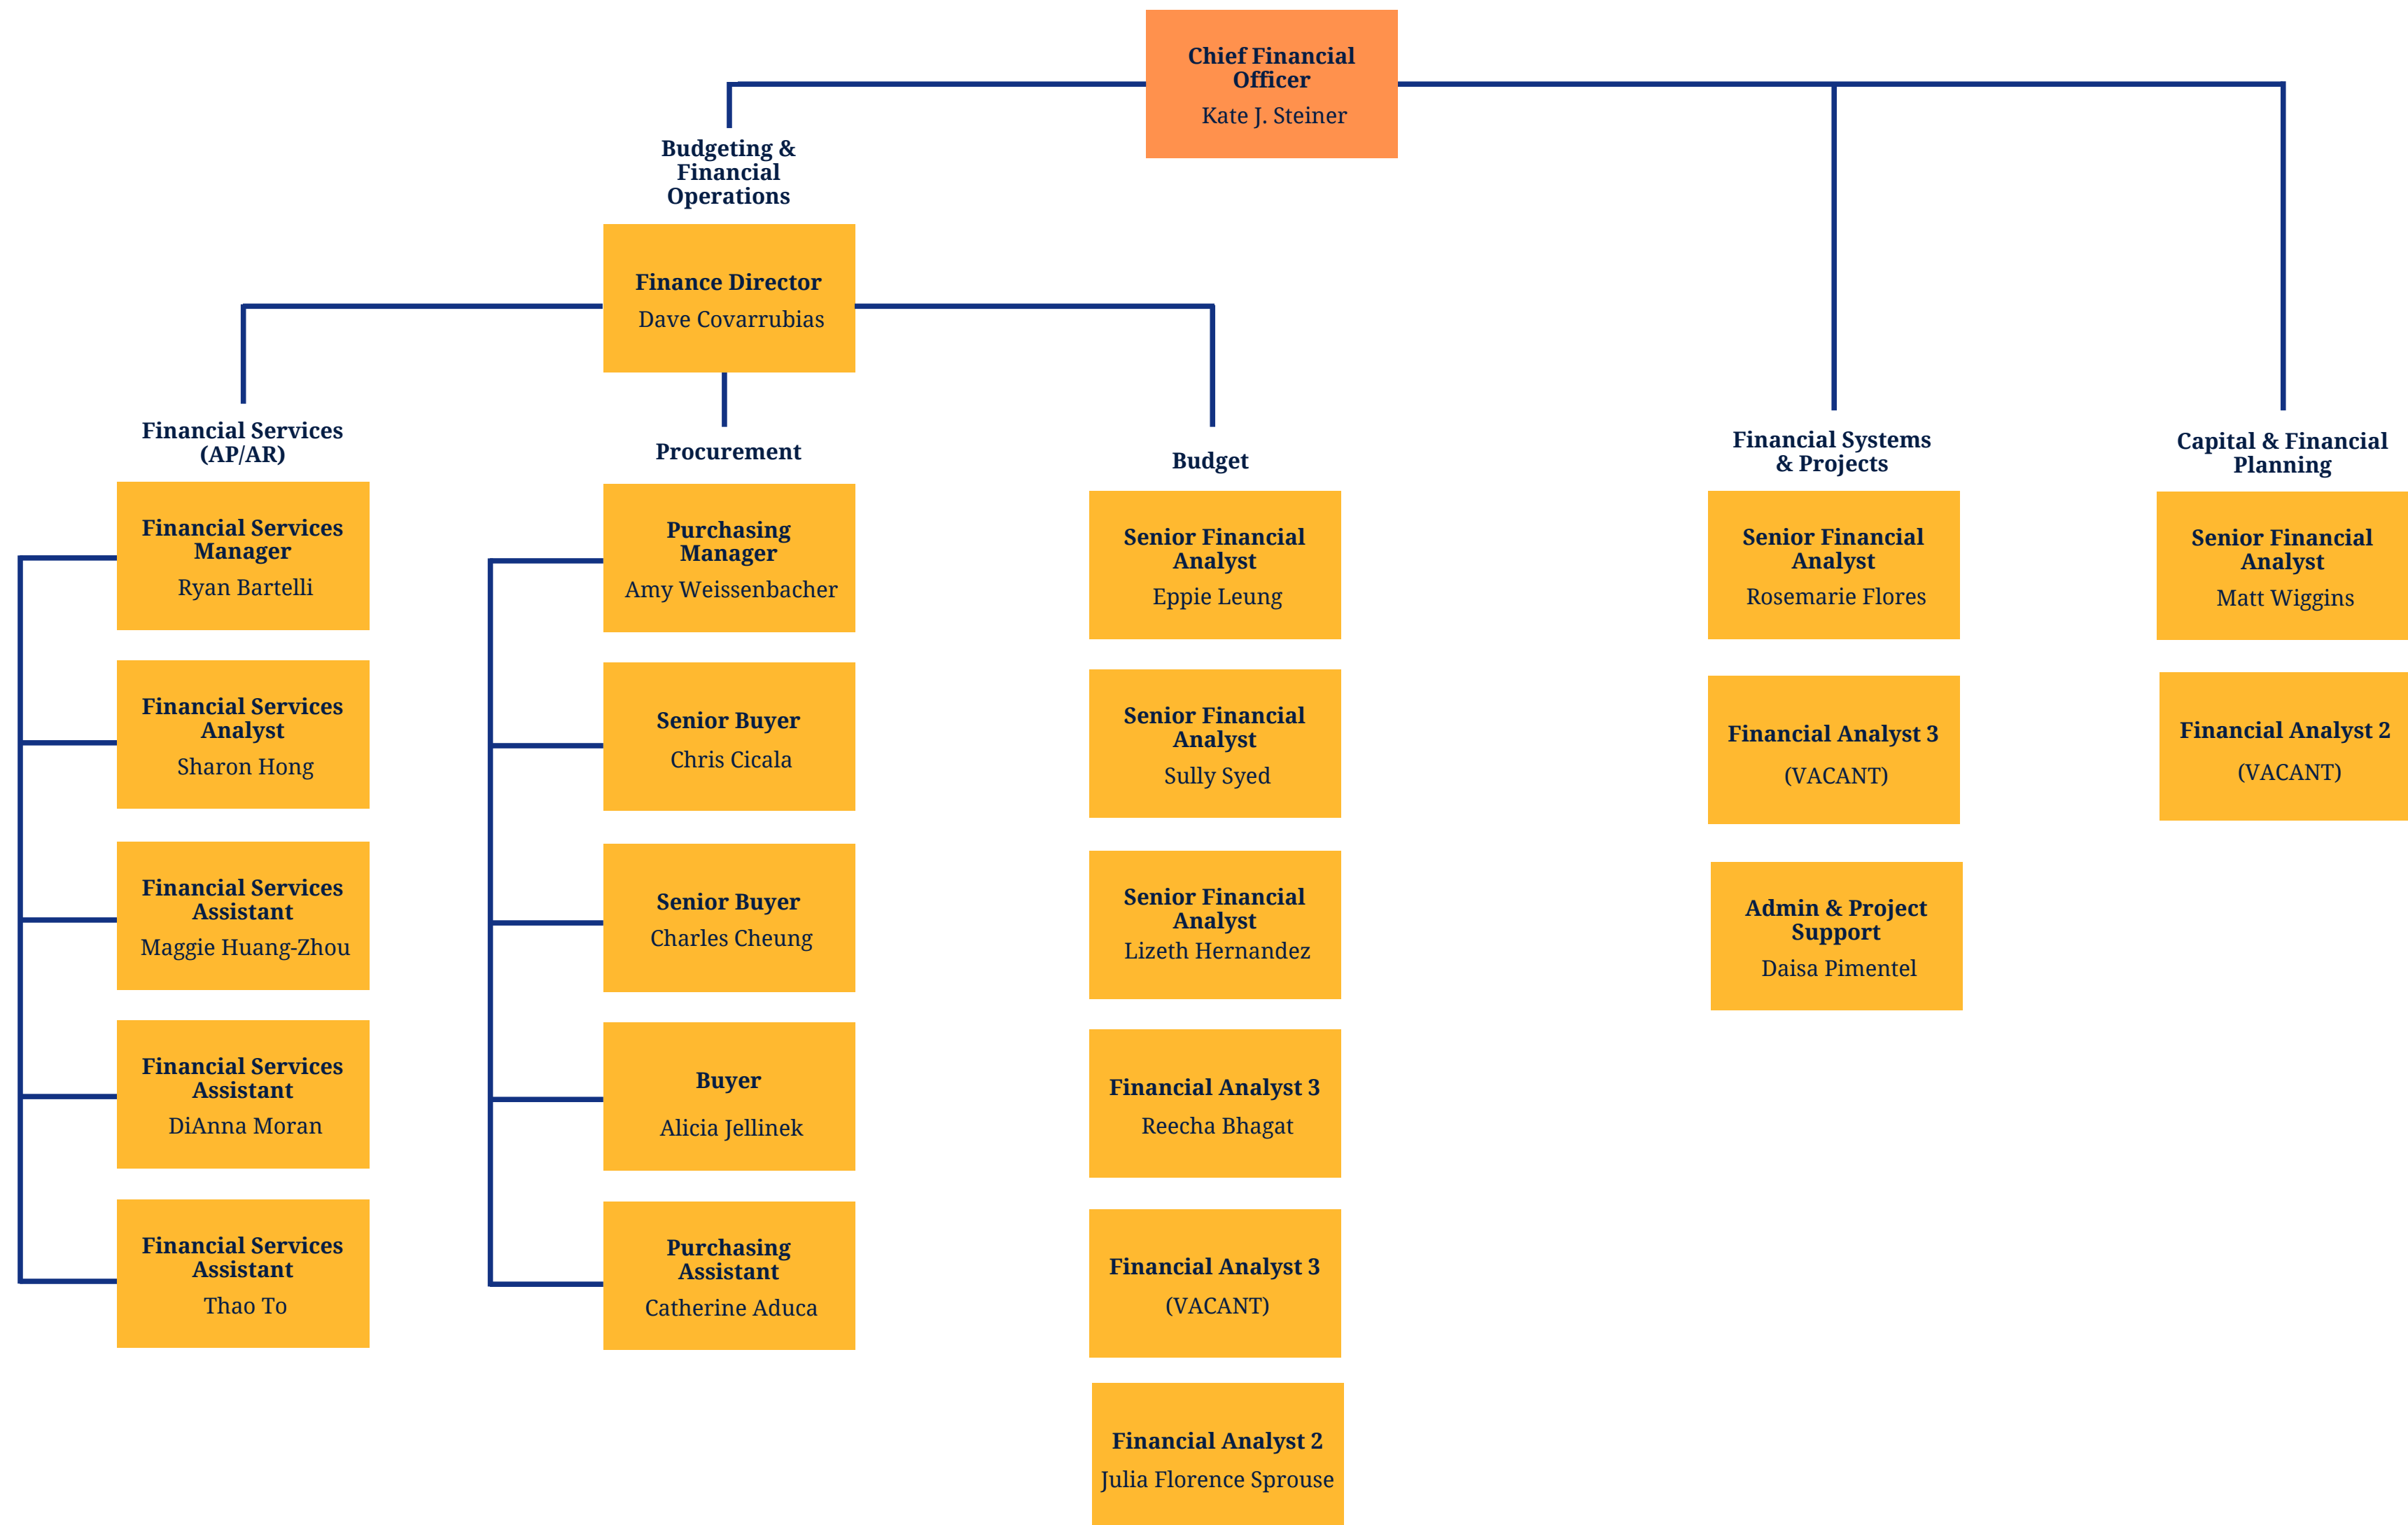 Chief Financial
Officer
Kate J. Steiner
Budgeting &
Financial
Operations
Finance Director
Dave Covarrubias
Financial Services
(AP/AR)
Financial Services
Manager
Ryan Bartelli
Financial Services
Analyst
Sharon Hong
Financial Services
Assistant
Maggie Huang-Zhou
Financial Services
Assistant
DiAnna Moran
Financial Services
Assistant
Thao To
Procurement
Purchasing
Manager
Amy Weissenbacher
Senior Buyer
Chris Cicala
Senior Buyer
Charles Cheung
Buyer
Alicia Jellinek
Purchasing
Assistant
Catherine Aduca
Budget
Senior Financial
Analyst
Eppie Leung
Senior Financial
Analyst
Sully Syed
Senior Financial
Analyst
Lizeth Hernandez
Financial Analyst 3
Reecha Bhagat
Financial Analyst 3
(VACANT)
Financial Analyst 2
Julia Florence Sprouse
Financial Systems
& Projects
Senior Financial
Analyst
Rosemarie Flores
Financial Analyst 3
(VACANT)
Admin & Project
Support
Daisa Pimentel
Capital & Financial
Planning
Senior Financial
Analyst
Matt Wiggins
Financial Analyst 2
(VACANT)